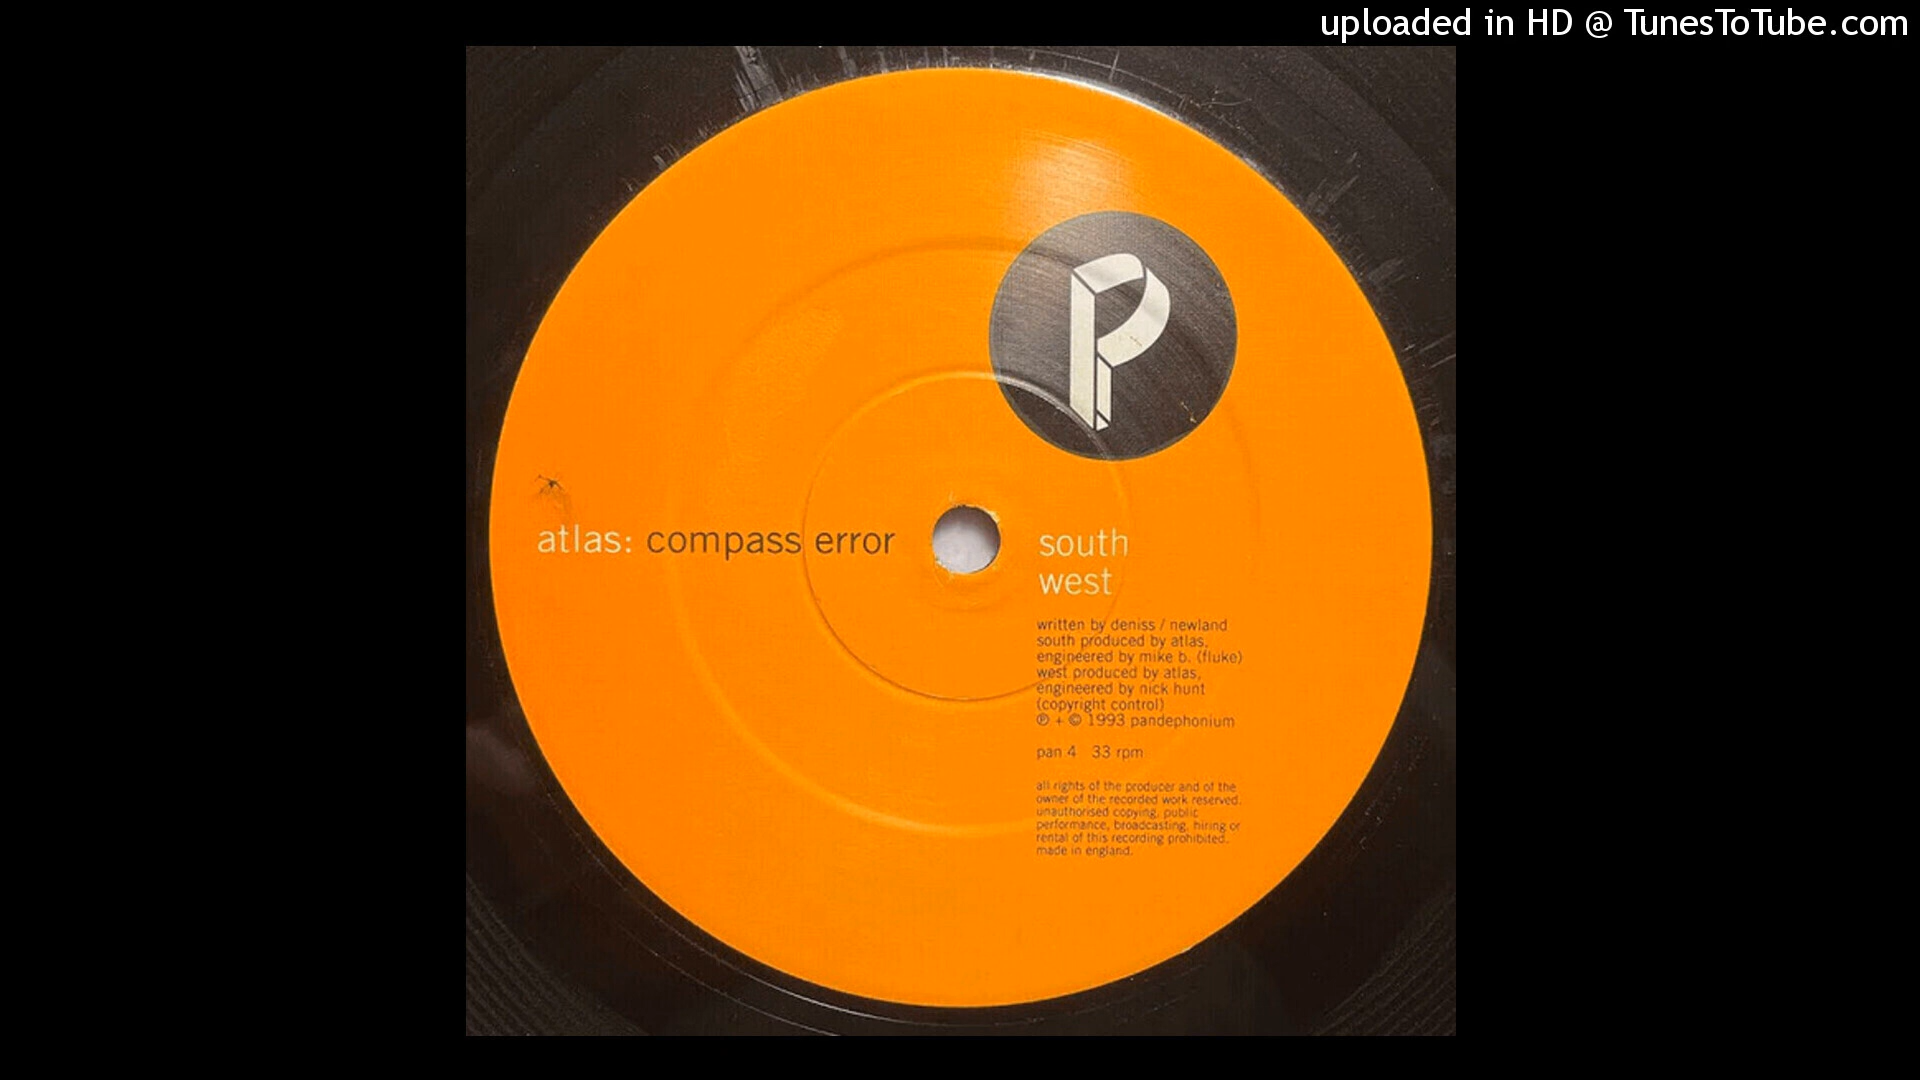 uploaded in HD @ TunesToTube.com
P
atlas: compass error
south
west
written by deniss / newland
south produced by atlas,
engineered by mike b. (fluke)
west produced by atlas,
engineered by nick hunt
(copyright control)
℗ + © 1993 pandephonium
pan 4 33 rpm
all rights of the producer and of the
owner of the recorded work reserved.
unauthorised copying, public
performance, broadcasting, hiring or
rental of this recording prohibited.
made in england.